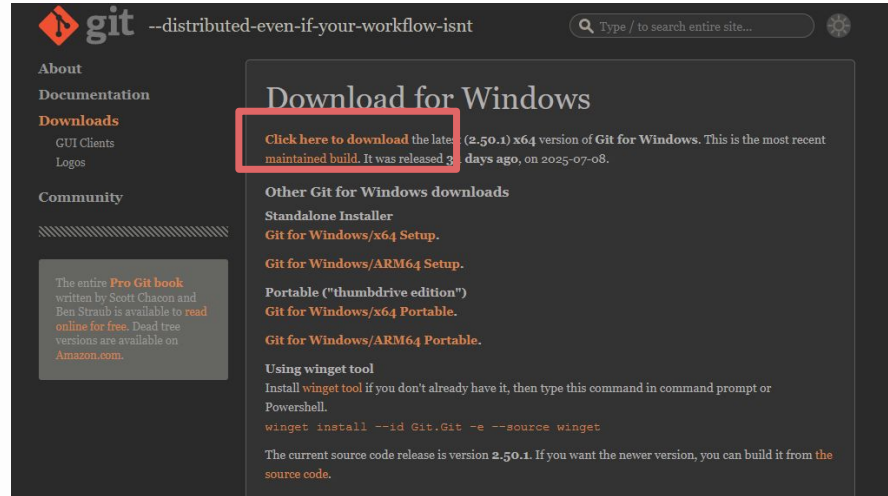 git --distributed-even-if-your-workflow-isnt
Type / to search entire site...
About
Documentation
Downloads
GUI Clients
Logos
Community
The entire Pro Git book
written by Scott Chacon and
Ben Straub is available to read
online for free. Dead tree
versions are available on
Amazon.com.
Download for Windows
Click here to download the latest (2.50.1) x64 version of Git for Windows. This is the most recent
maintained build. It was released days ago, on 2025-07-08.
Other Git for Windows downloads
Standalone Installer
Git for Windows/x64 Setup.
Git for Windows/ARM64 Setup.
Portable ("thumbdrive edition")
Git for Windows/x64 Portable.
Git for Windows/ARM64 Portable.
Using winget tool
Install winget tool if you don't already have it, then type this command in command prompt or
Powershell.
winget install --id Git.Git -e --source winget
The current source code release is version 2.50.1. If you want the newer version, you can build it from the
source code.